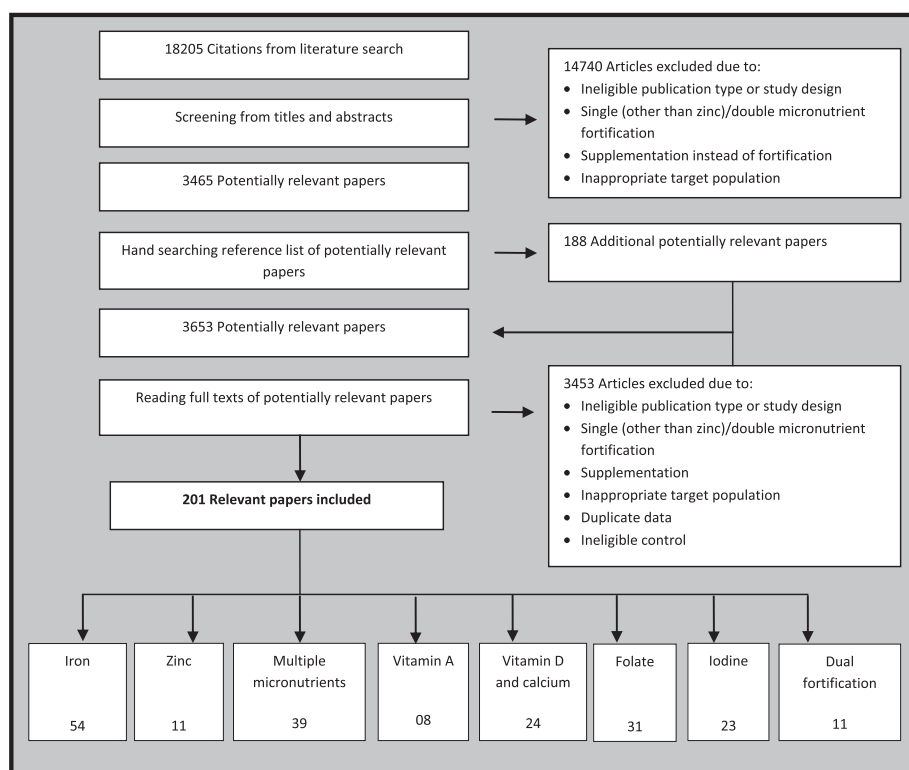 18205 Citations from literature search
14740 Articles excluded due to:
• Ineligible publication type or study design
• Single (other than zinc)/double micronutrient
fortification
• Supplementation instead of fortification
• Inappropriate target population
Screening from titles and abstracts
3465 Potentially relevant papers
Hand searching reference list of potentially relevant
papers
188 Additional potentially relevant papers
3653 Potentially relevant papers
Reading full texts of potentially relevant papers
3453 Articles excluded due to:
• Ineligible publication type or study design
• Single (other than zinc)/double micronutrient
fortification
• Supplementation
• Inappropriate target population
• Duplicate data
• Ineligible control
201 Relevant papers included
Iron
54
Zinc
11
Multiple
micronutrients
39
Vitamin A
08
Vitamin D
and calcium
24
Folate
31
Iodine
23
Dual
fortification
11